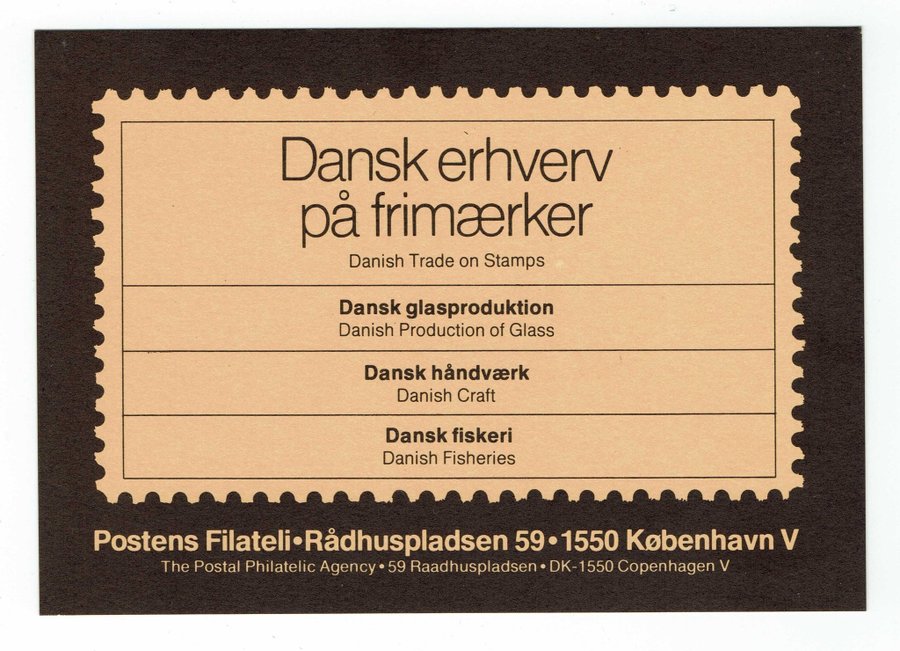 Dansk erhverv
på frimærker
Danish Trade on Stamps
Dansk glasproduktion
Danish Production of Glass
Dansk håndværk
Danish Craft
Dansk fiskeri
Danish Fisheries
Postens Filateli•Rådhuspladsen 59•1550 København V
The Postal Philatelic Agency•59 Raadhuspladsen•DK-1550 Copenhagen V